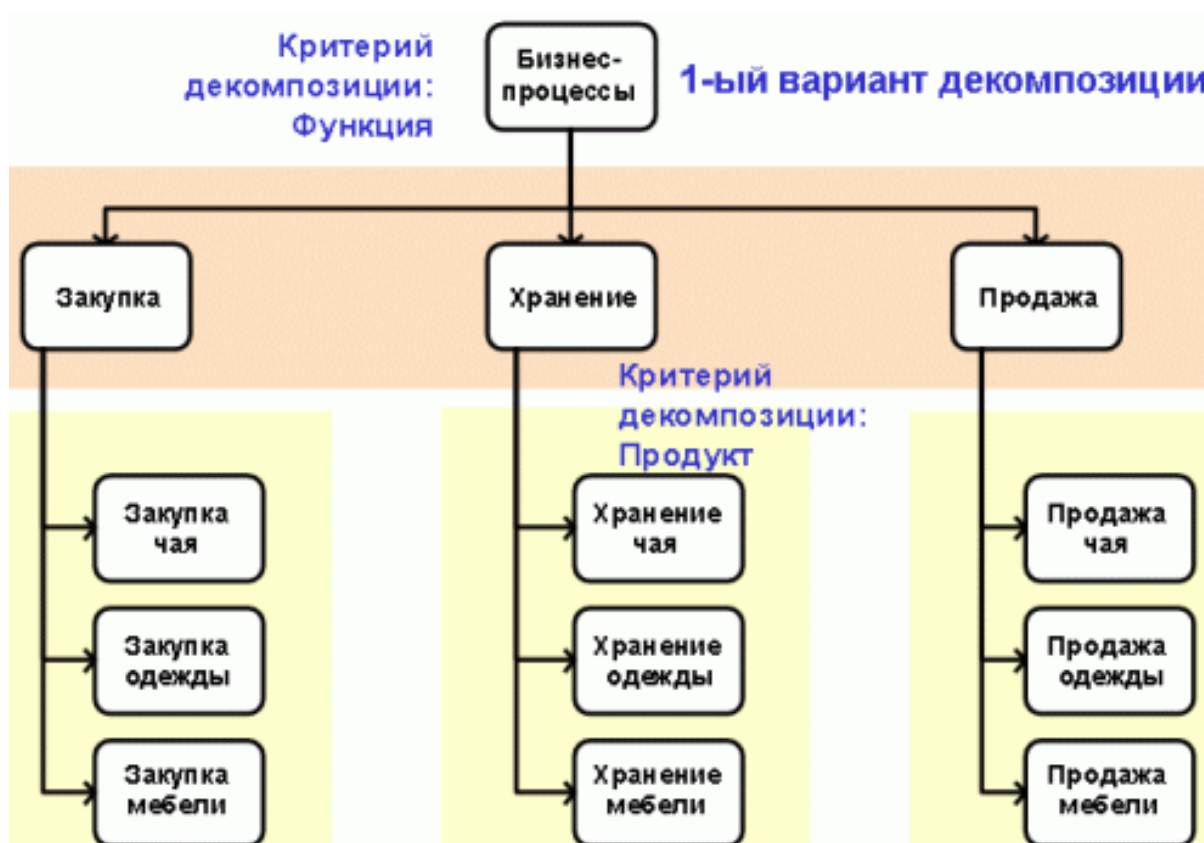 Критерий
декомпозиции:
Функция
Бизнес-
процессы
1-ый вариант декомпозиции
Закупка
Хранение
Продажа
Критерий
декомпозиции:
Продукт
Закупка
чая
Хранение
чая
Продажа
чая
Закупка
одежды
Хранение
одежды
Продажа
одежды
Закупка
мебели
Хранение
мебели
Продажа
мебели